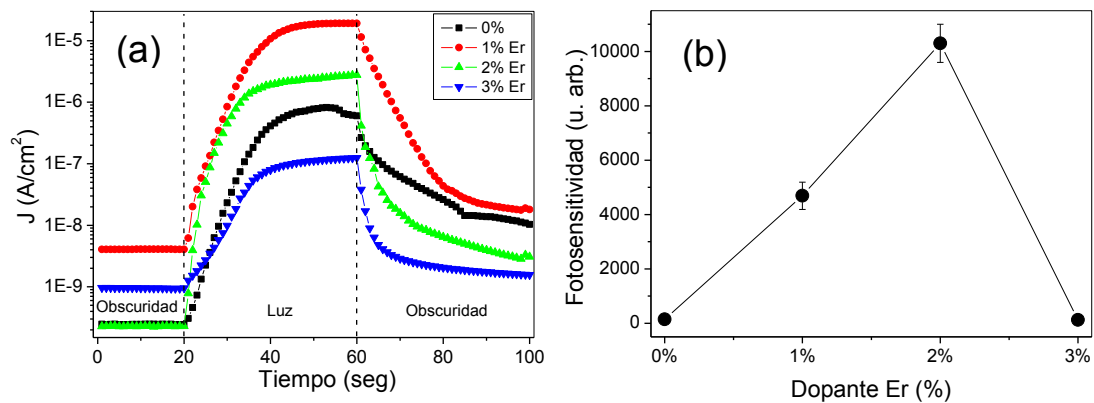 (a)
0%
1% Er
2% Er
3% Er
1E-5
1E-6
1E-7
1E-8
1E-9
J (A/cm²)
Obscuridad
Luz
Obscuridad
0 20 40 60 80 100
Tiempo (seg)
(b)
10000
8000
6000
4000
2000
0
Fotosensitividad (u. arb.)
0% 1% 2% 3%
Dopante Er (%)